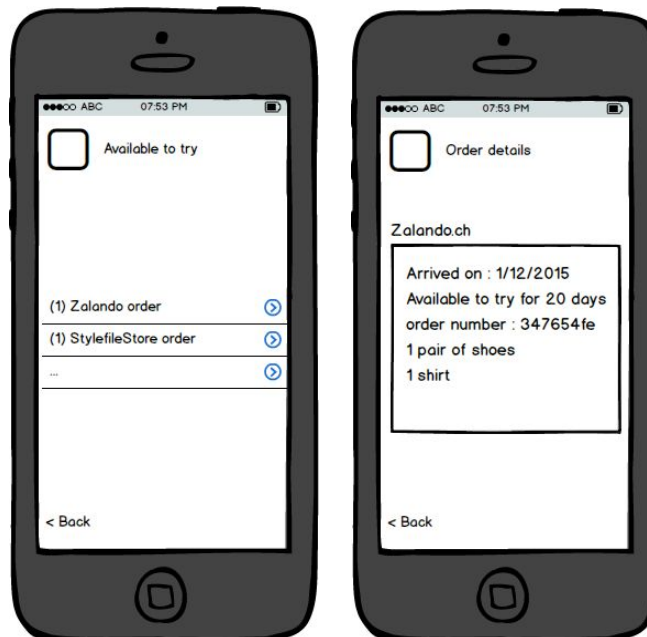 ABC 07:53 PM
Available to try
(1) Zalando order
(1) StylefileStore order
...
< Back
ABC 07:53 PM
Order details
Zalando.ch
Arrived on : 1/12/2015
Available to try for 20 days
order number : 347654fe
1 pair of shoes
1 shirt
< Back